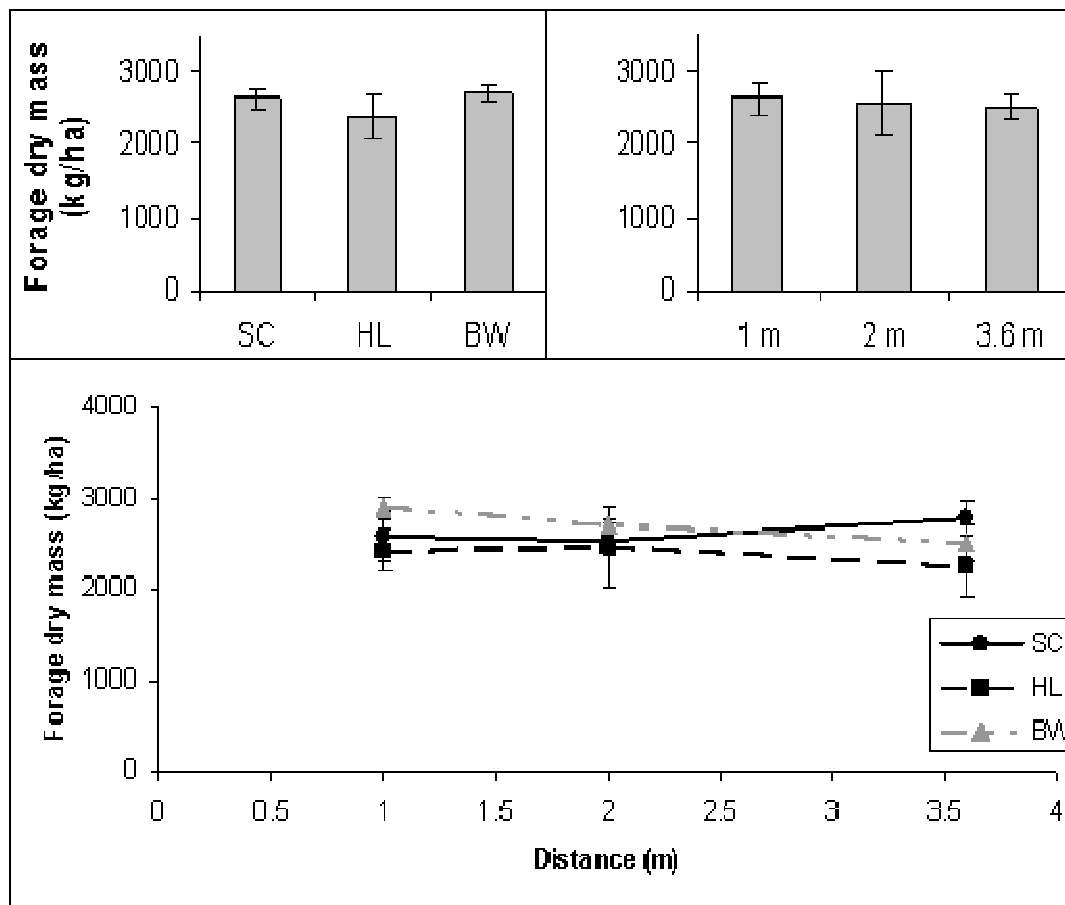 Forage dry mass
(kg/ha)
3000
2000
1000
0
SC HL BW
3000
2000
1000
0
1 m 2 m 3.6 m
Forage dry mass (kg/ha)
4000
3000
2000
1000
0
0 0.5 1 1.5 2 2.5 3 3.5 4
Distance (m)
SC
HL
BW